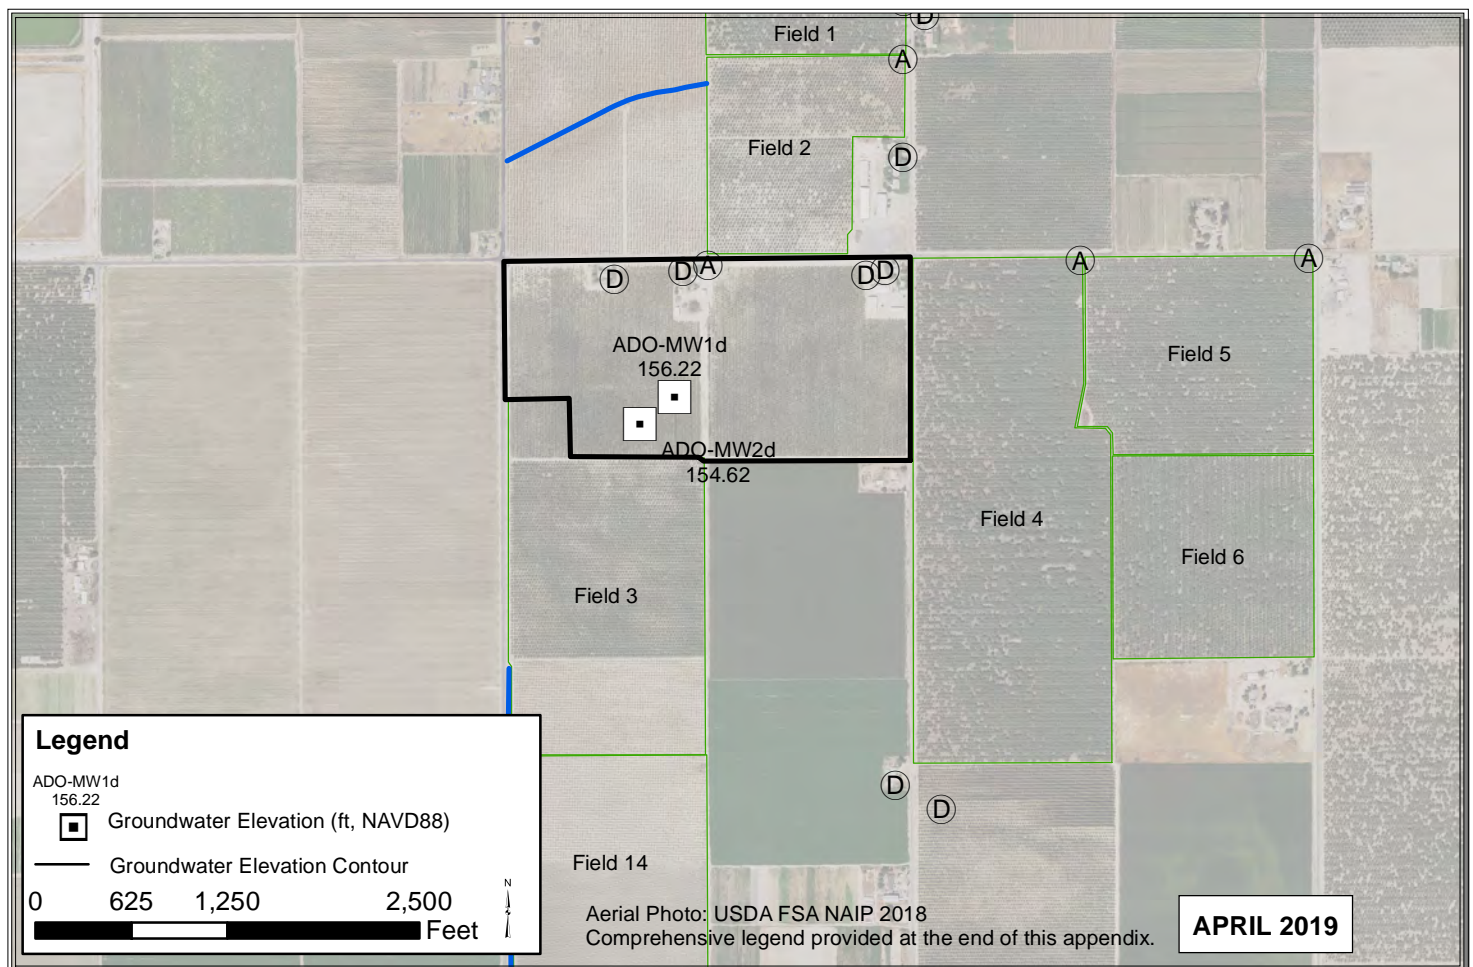 D
Field 1
A
Field 2
D
D
D
A
D
D
A
A
ADO-MW1d
156.22
Field 5
ADO-MW2d
154.62
Field 4
Field 6
Field 3
Legend
ADO-MW1d
156.22
Groundwater Elevation (ft, NAVD88)
Groundwater Elevation Contour
0 625 1,250 2,500
Feet
N
D
D
Field 14
Aerial Photo: USDA FSA NAIP 2018
Comprehensive legend provided at the end of this appendix.
APRIL 2019